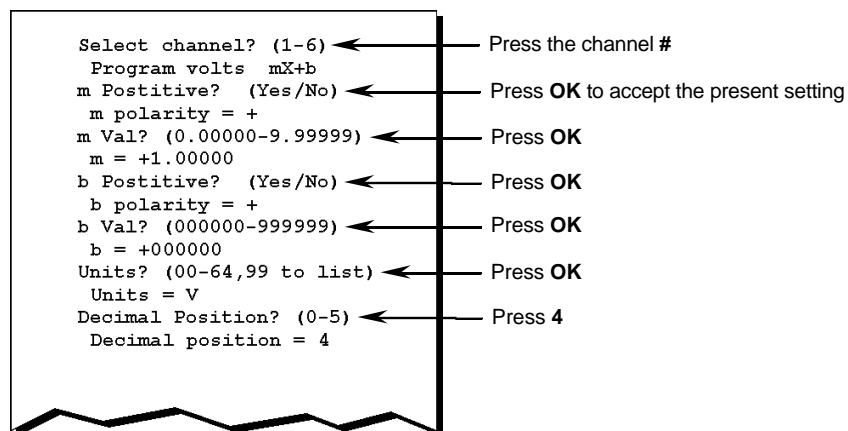 Select channel? (1-6) Press the channel #
Program volts mX+b
m Postitive? (Yes/No) Press OK to accept the present setting
m polarity = +
m Val? (0.00000-9.99999) Press OK
m = +1.00000
b Postitive? (Yes/No) Press OK
b polarity = +
b Val? (000000-999999) Press OK
b = +000000
Units? (00-64,99 to list) Press OK
Units = V
Decimal Position? (0-5) Press 4
Decimal position = 4